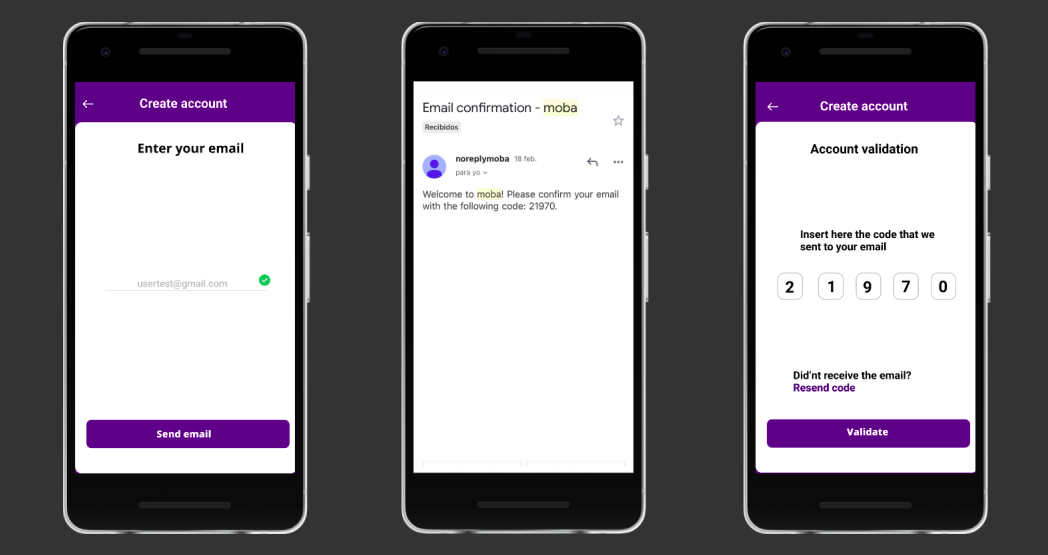 Create account
Enter your email
usertest@gmail.com
Send email
Email confirmation - moba
Recibidos
noreplymoba 18 feb.
para yo
Welcome to moba! Please confirm your email
with the following code: 21970.
Create account
Account validation
Insert here the code that we
sent to your email
2 1 9 7 0
Did'nt receive the email?
Resend code
Validate